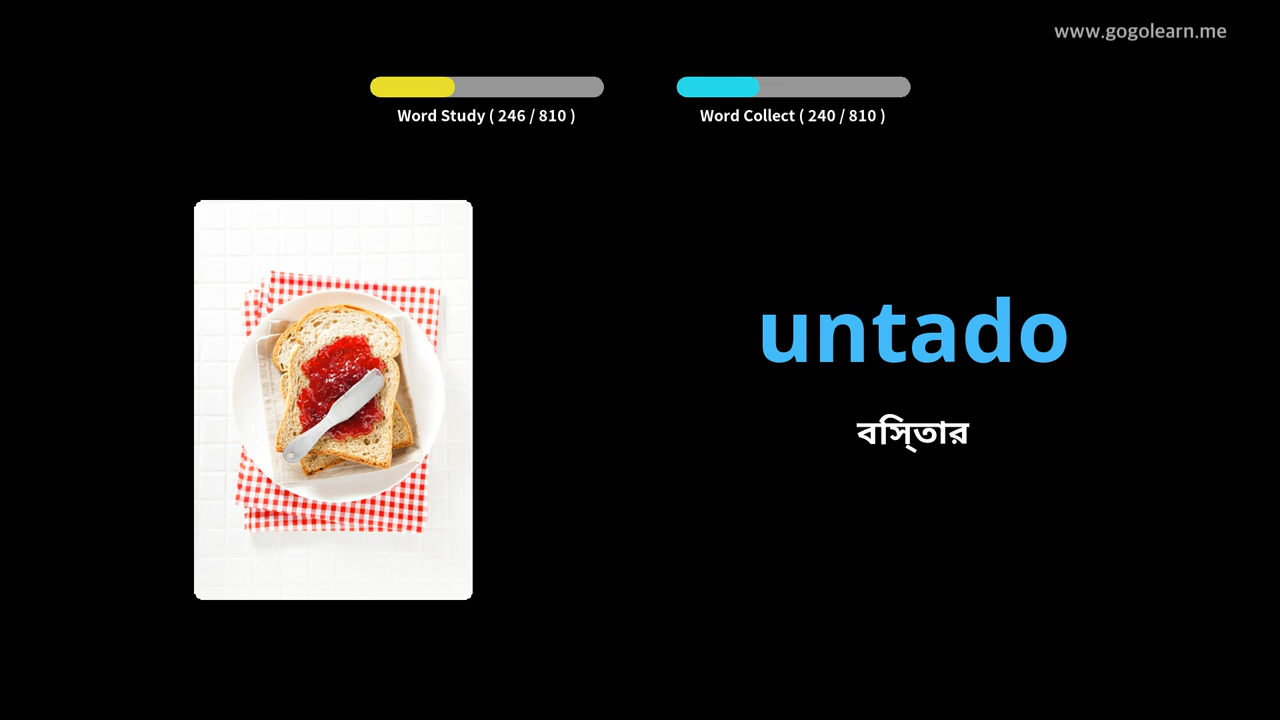 www.gogolearn.me
Word Study ( 246 / 810 )
Word Collect ( 240 / 810 )
untado
বিস্তার